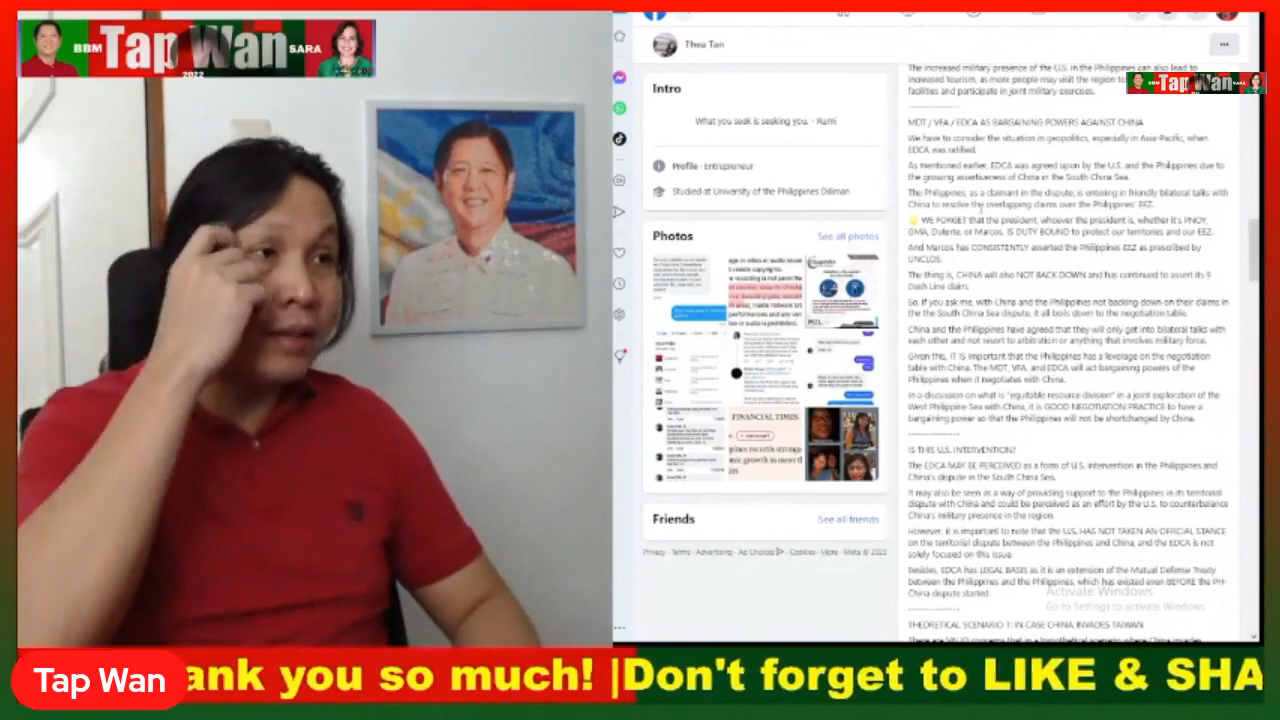 BBM Tap Wan SARA
2022
Thea Tan
Intro
What you seek is seeking you. - Rumi
Profile · Entrepreneur
Studied at University of the Philippines Diliman
Photos
See all photos
FINANCIAL TIMES
Friends
See all friends
Privacy · Terms · Advertising · Ad Choices · Cookies · More · Meta © 2023
The increased military presence of the U.S. in the Philippines can also lead to
increased tourism, as more people may visit the region to
facilities and participate in joint military exercises.
BBM Tap Wan SARA
MDT / VFA / EDCA AS BARGAINING POWERS AGAINST CHINA
We have to consider the situation in geopolitics, especially in Asia-Pacific, when
EDCA was ratified.
As mentioned earlier, EDCA was agreed upon by the U.S. and the Philippines due to
the growing assertiveness of China in the South China Sea.
The Philippines, as a claimant in the dispute, is entering in friendly bilateral talks with
China to resolve the overlapping claims over the Philippines' EEZ.
WE FORGET that the president, whoever the president is, whether it's PNOY,
GMA, Duterte, or Marcos, IS DUTY BOUND to protect our territories and our EEZ.
And Marcos has CONSISTENTLY asserted the Philippines EEZ as prescribed by
UNCLOS.
The thing is, CHINA will also NOT BACK DOWN and has continued to assert its 9
Dash Line claim.
So, if you ask me, with China and the Philippines not backing down on their claims in
the the South China Sea dispute, it all boils down to the negotiation table.
China and the Philippines have agreed that they will only get into bilateral talks with
each other and not resort to arbitration or anything that involves military force.
Given this, IT IS important that the Philippines has a leverage on the negotiation
table with China. The MDT, VFA, and EDCA will act bargaining powers of the
Philippines when it negotiates with China.
In a discussion on what is "equitable resource division" in a joint exploration of the
West Philippine Sea with China, it is GOOD NEGOTIATION PRACTICE to have a
bargaining power so that the Philippines will not be shortchanged by China.
IS THIS U.S. INTERVENTION?
The EDCA MAY BE PERCEIVED as a form of U.S. intervention in the Philippines and
China's dispute in the South China Sea.
It may also be seen as a way of providing support to the Philippines in its territorial
dispute with China and could be perceived as an effort by the U.S. to counterbalance
China's military presence in the region.
However, it is important to note that the U.S. HAS NOT TAKEN AN OFFICIAL STANCE
on the territorial dispute between the Philippines and China, and the EDCA is not
solely focused on this issue.
Besides, EDCA has LEGAL BASIS as it is an extension of the Mutual Defense Treaty
between the Philippines and the Philippines, which has existed even BEFORE the PH-
China dispute started.
Activate Windows
Go to Settings to activate Windows.
THEORETICAL SCENARIO 1: IN CASE CHINA INVADES TAIWAN
Tap Wan
ank you so much! |Don't forget to LIKE & SHA